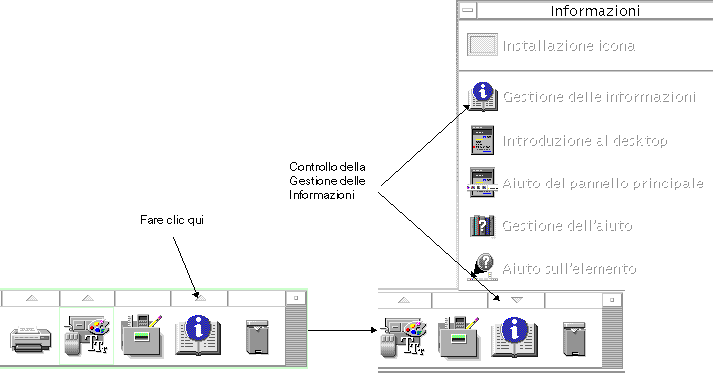 Informazioni
Installazione icona
Gestione delle informazioni
Introduzione al desktop
Aiuto del pannello principale
Gestione dell'aiuto
Aiuto sull'elemento
Controllo della
Gestione delle
Informazioni
Fare clic qui